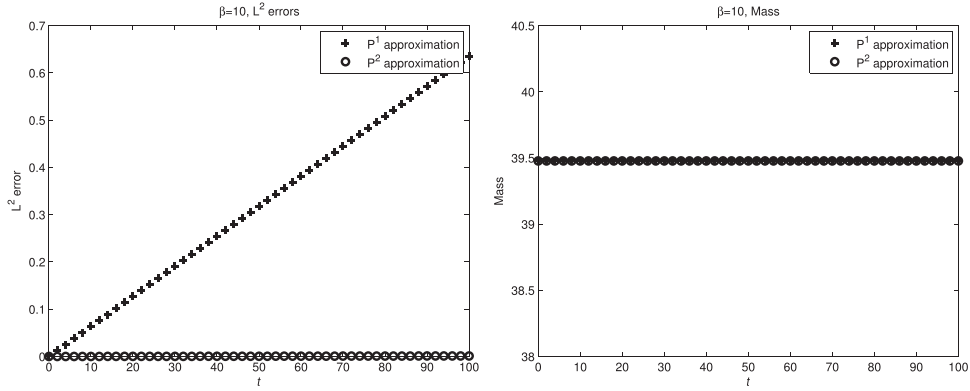 β=10, L² errors
0.7
0.6
0.5
0.4
0.3
0.2
0.1
0
L² error
P¹ approximation
P² approximation
0 10 20 30 40 50 60 70 80 90 100
t
β=10, Mass
40.5
40
39.5
39
38.5
38
Mass
P¹ approximation
P² approximation
0 10 20 30 40 50 60 70 80 90 100
t